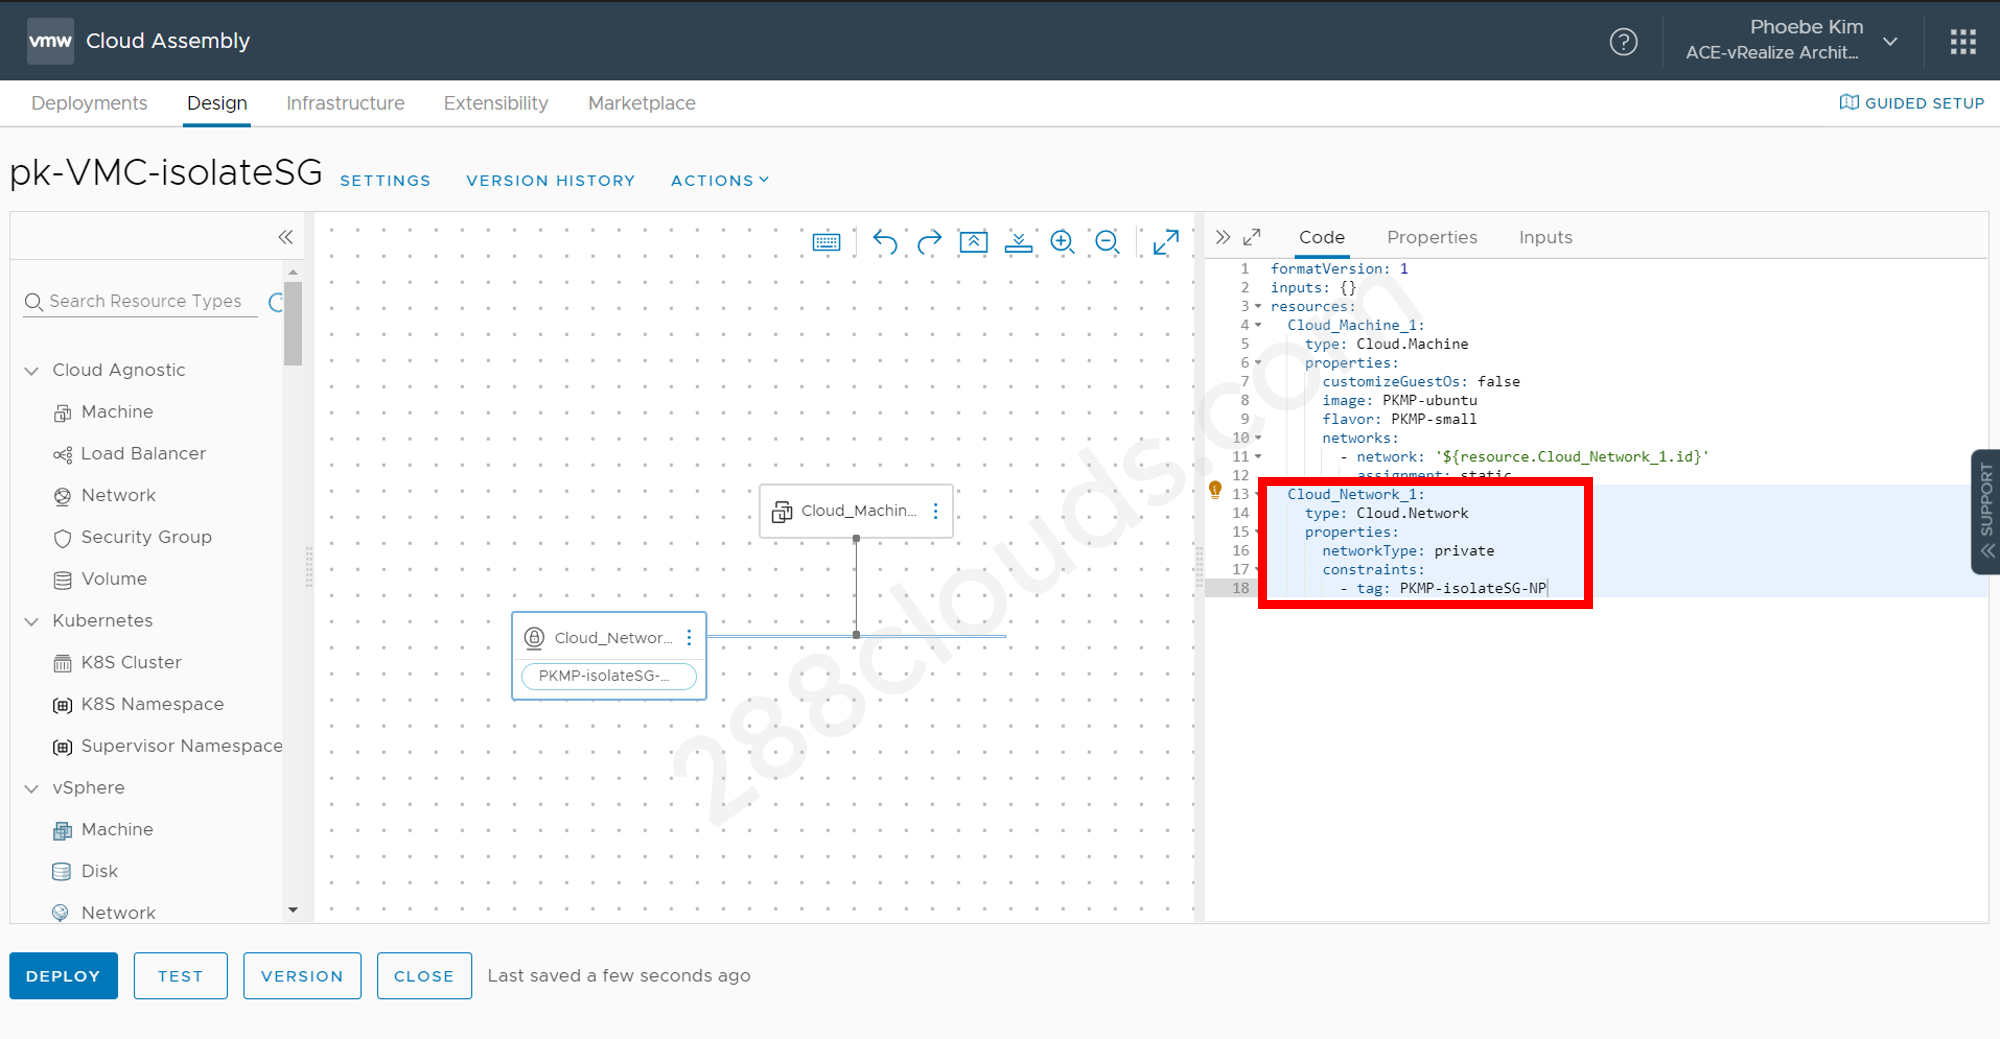 vmw Cloud Assembly
Phoebe Kim
ACE-vRealize Archit...
Deployments Design Infrastructure Extensibility Marketplace
GUIDED SETUP
pk-VMC-isolateSG SETTINGS VERSION HISTORY ACTIONS
Search Resource Types
Cloud Agnostic
Machine
Load Balancer
Network
Security Group
Volume
Kubernetes
K8S Cluster
K8S Namespace
Supervisor Namespace
vSphere
Machine
Disk
Network
Cloud_Machin...
Cloud_Networ...
PKMP-isolateSG-...
Code Properties Inputs
1 formatVersion: 1
2 inputs: {}
3 resources:
4 Cloud_Machine_1:
5 type: Cloud.Machine
6 properties:
7 customizeGuestOs: false
8 image: PKMP-ubuntu
9 flavor: PKMP-small
10 networks:
11 - network: '${resource.Cloud_Network_1.id}'
12 assignment: static
13 Cloud_Network_1:
14 type: Cloud.Network
15 properties:
16 networkType: private
17 constraints:
18 - tag: PKMP-isolateSG-NP
SUPPORT
288clouds.com
DEPLOY TEST VERSION CLOSE Last saved a few seconds ago